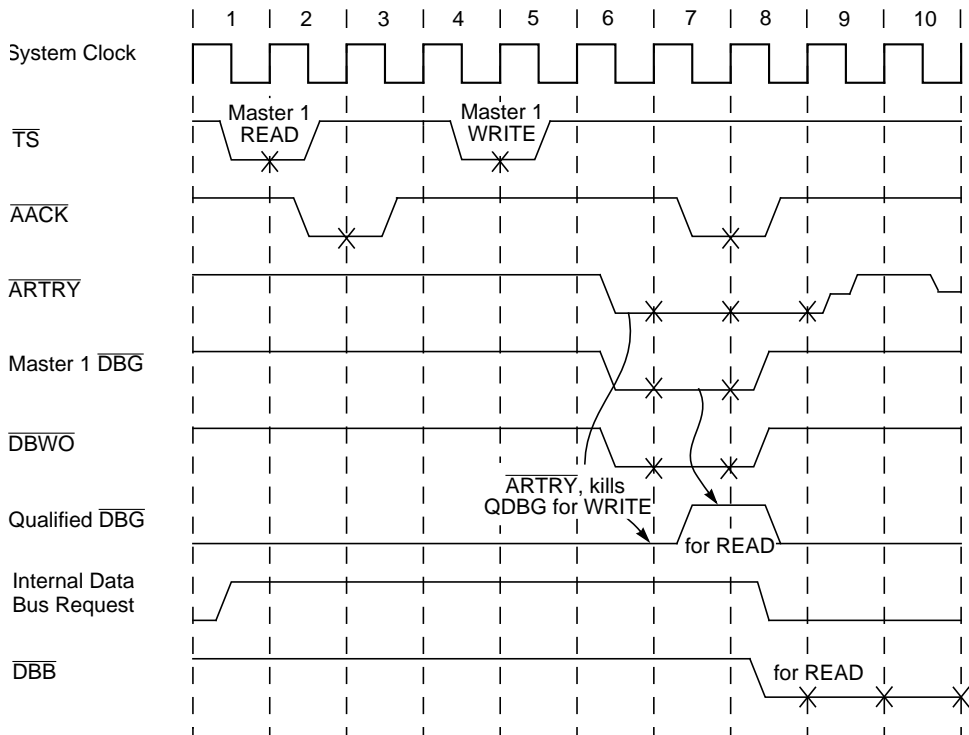 1 2 3 4 5 6 7 8 9 10
System Clock
Master 1
READ
Master 1
WRITE
TS
AACK
ARTRY
Master 1 DBG
DBWO
ARTRY, kills
QDBG for WRITE
Qualified DBG
for READ
Internal Data
Bus Request
DBB
for READ